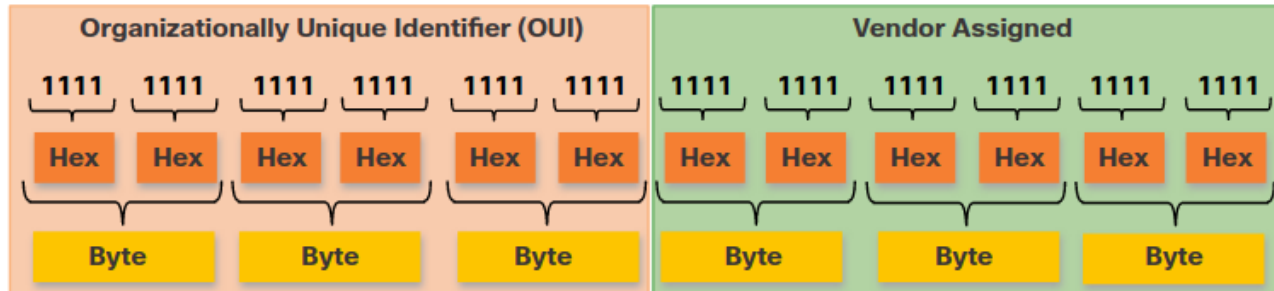 Organizationally Unique Identifier (OUI) Vendor Assigned
1111 1111 1111 1111 1111 1111 1111 1111 1111 1111 1111 1111
Hex Hex Hex Hex Hex Hex Hex Hex Hex Hex Hex Hex
Byte Byte Byte Byte Byte Byte